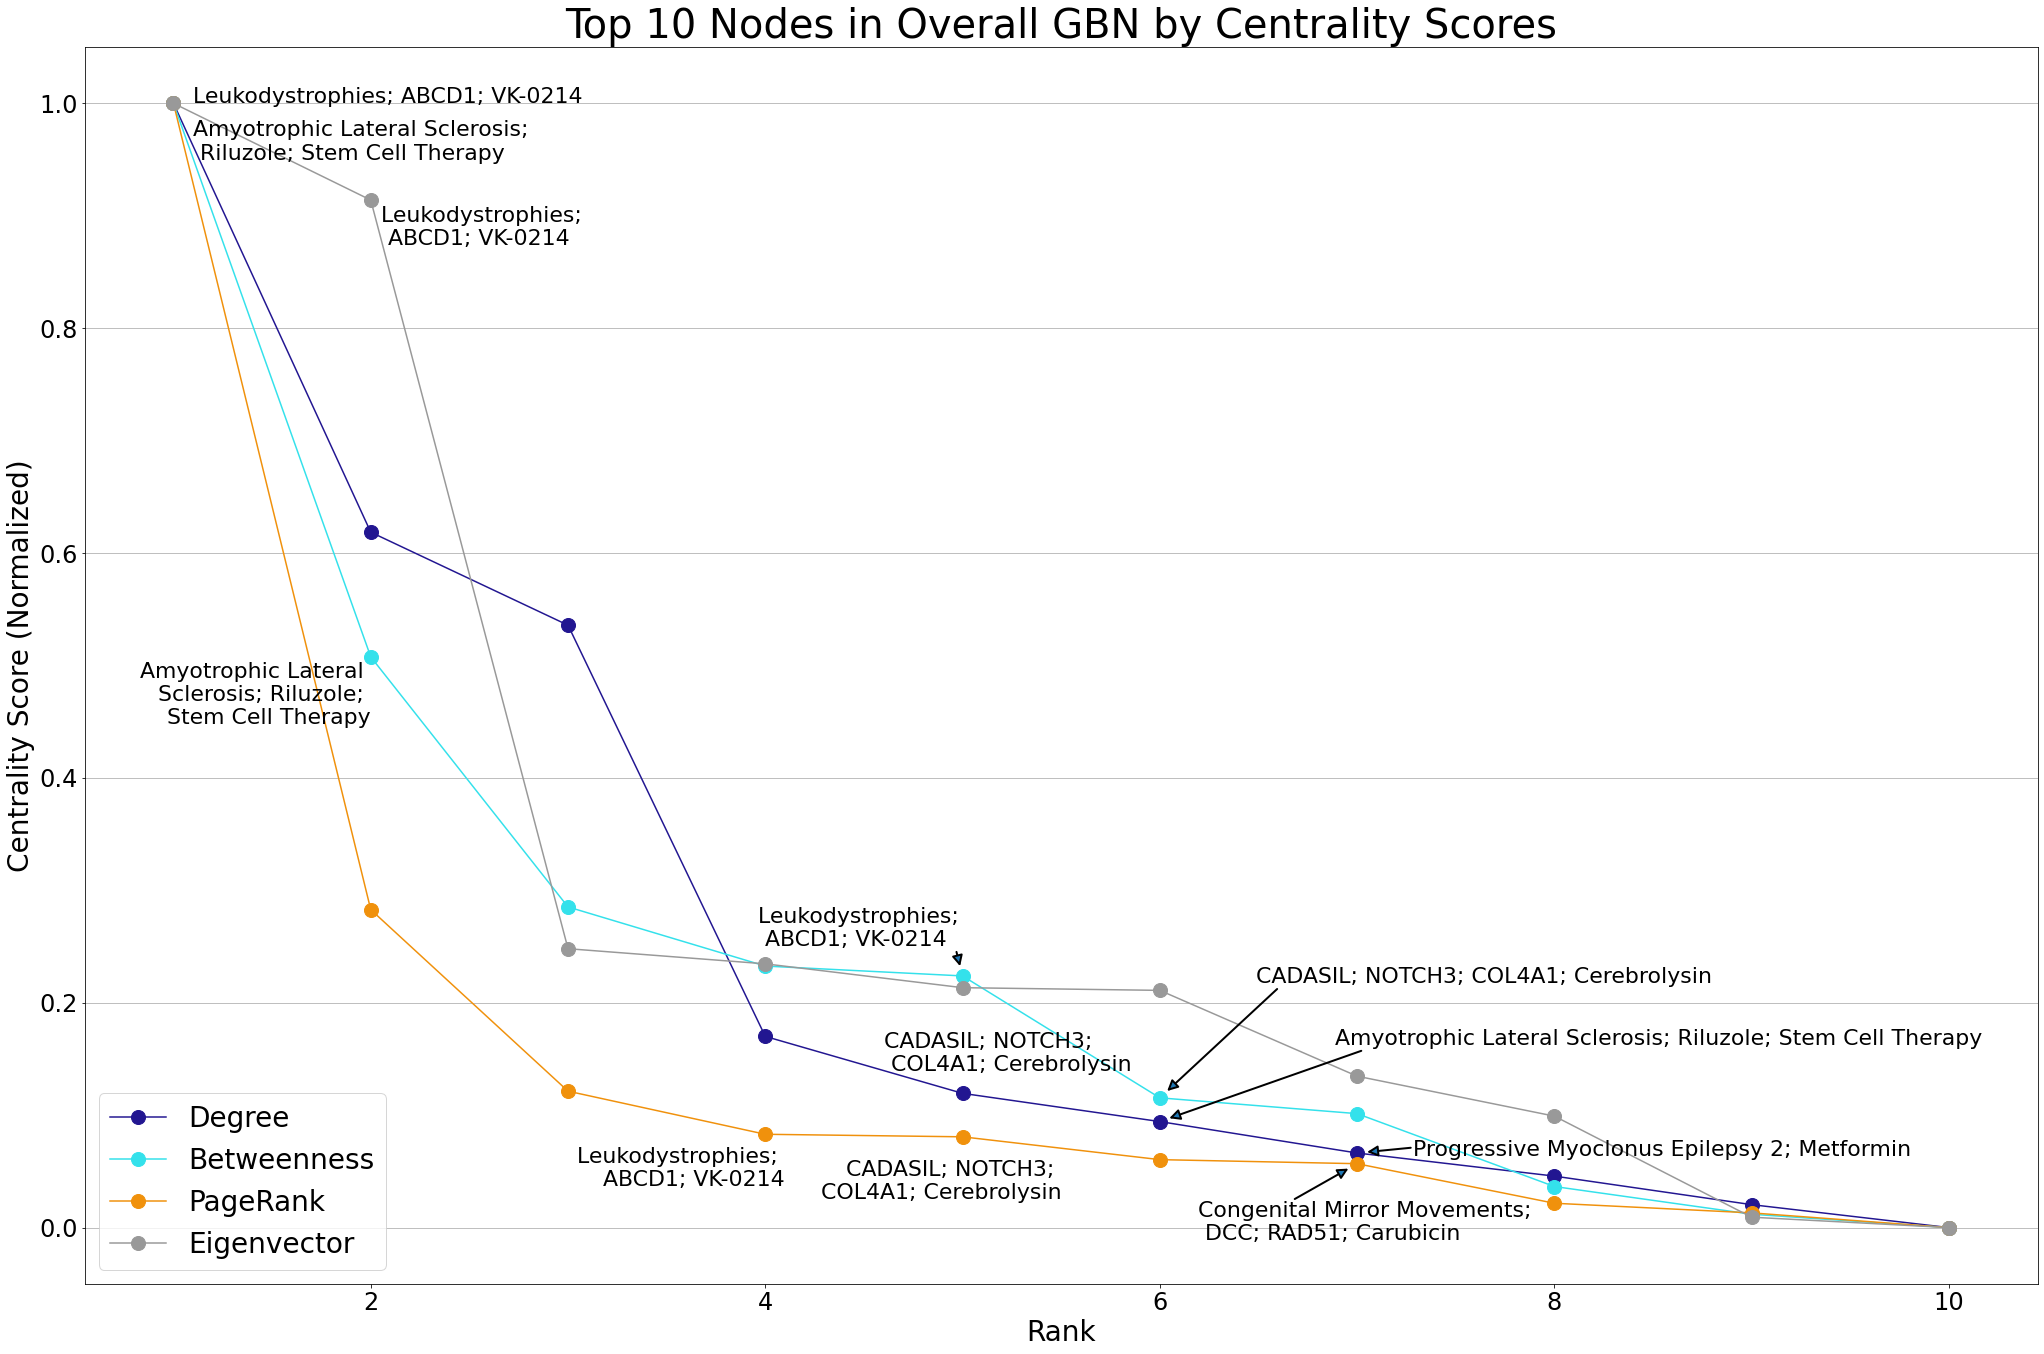 Top 10 Nodes in Overall GBN by Centrality Scores
1.0
Leukodystrophies; ABCD1; VK-0214
Amyotrophic Lateral Sclerosis;
Riluzole; Stem Cell Therapy
Leukodystrophies;
ABCD1; VK-0214
0.8
0.6
Centrality Score (Normalized)
Amyotrophic Lateral
Sclerosis; Riluzole;
Stem Cell Therapy
0.4
Leukodystrophies;
ABCD1; VK-0214
CADASIL; NOTCH3; COL4A1; Cerebrolysin
0.2
CADASIL; NOTCH3;
COL4A1; Cerebrolysin
Amyotrophic Lateral Sclerosis; Riluzole; Stem Cell Therapy
Progressive Myoclonus Epilepsy 2; Metformin
Leukodystrophies;
ABCD1; VK-0214
CADASIL; NOTCH3;
COL4A1; Cerebrolysin
Congenital Mirror Movements;
DCC; RAD51; Carubicin
0.0
Degree
Betweenness
PageRank
Eigenvector
2 4 6 8 10
Rank